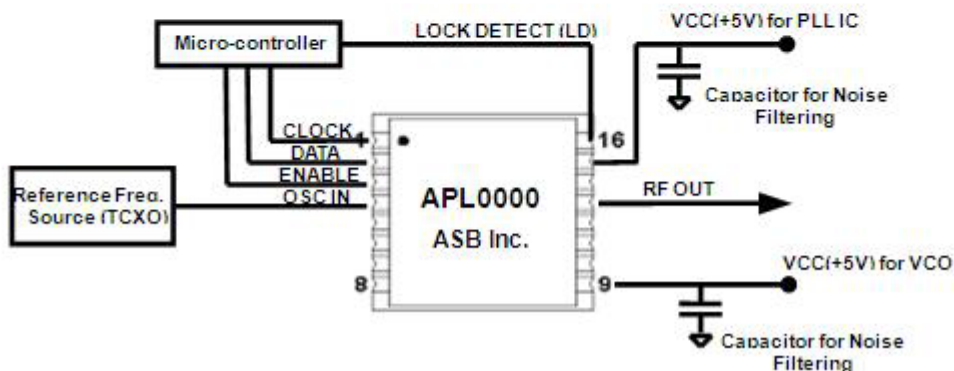 VCC(+5V) for PLL IC
Micro-controller
LOCK DETECT (LD)
Capacitor for Noise
Filtering
CLOCK
1
16
DATA
ENABLE
OSC IN
Reference Freq.
Source (TCXO)
APL0000
ASB Inc.
RF OUT
8
9
VCC(+5V) for VCO
Capacitor for Noise
Filtering